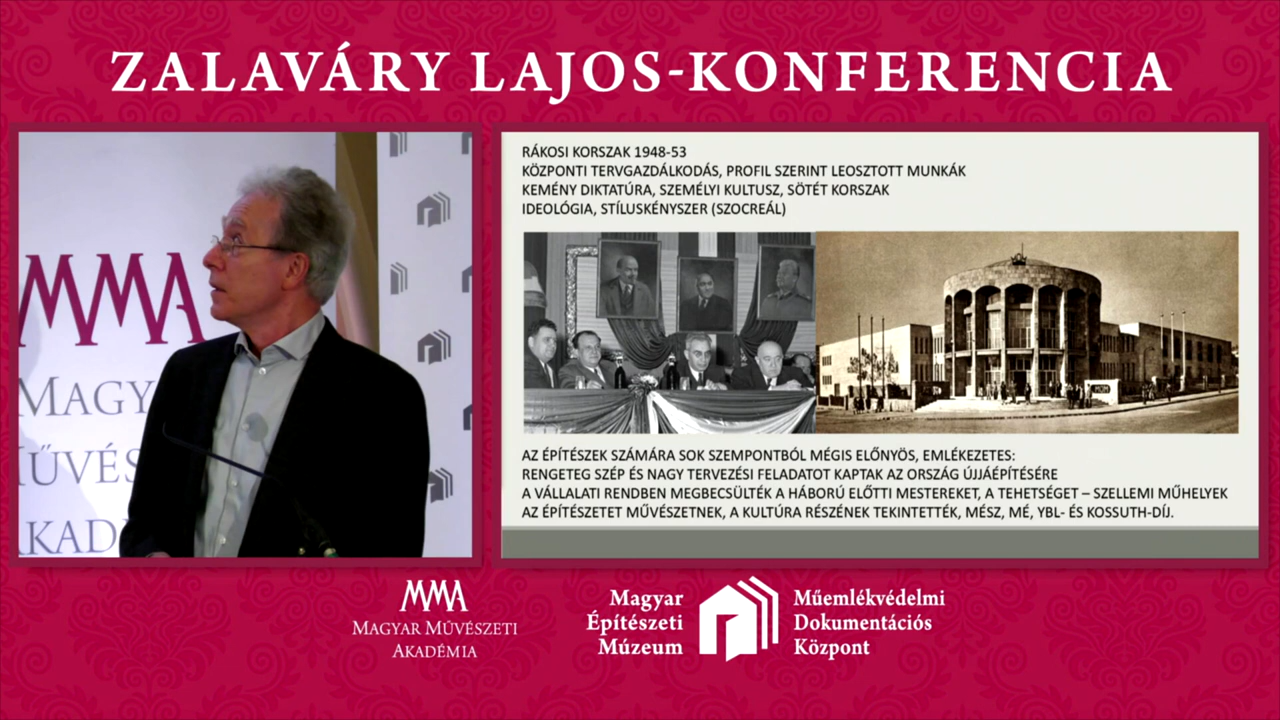 ZALAVÁRY LAJOS-KONFERENCIA
MMA
MAGY
ŰVÉS
AKAD
RÁKOSI KORSZAK 1948-53
KÖZPONTI TERVGAZDÁLKODÁS, PROFIL SZERINT LEOSZTOTT MUNKÁK
KEMÉNY DIKTATÚRA, SZEMÉLYI KULTUSZ, SÖTÉT KORSZAK
IDEOLÓGIA, STÍLUSKÉNYSZER (SZOCREÁL)
AZ ÉPÍTÉSZEK SZÁMÁRA SOK SZEMPONTBÓL MÉGIS ELŐNYÖS, EMLÉKEZETES:
RENGETEG SZÉP ÉS NAGY TERVEZÉSI FELADATOT KAPTAK AZ ORSZÁG ÚJJÁÉPÍTÉSÉRE
A VÁLLALATI RENDBEN MEGBECSÜLTÉK A HÁBORÚ ELŐTTI MESTEREKET, A TEHETSÉGET – SZELLEMI MŰHELYEK
AZ ÉPÍTÉSZETET MŰVÉSZETNEK, A KULTÚRA RÉSZÉNEK TEKINTETTÉK, MÉSZ, MÉ, YBL- ÉS KOSSUTH-DÍJ.
MMA
MAGYAR MŰVÉSZETI
AKADÉMIA
Magyar
Építészeti
Múzeum
Műemlékvédelmi
Dokumentációs
Központ